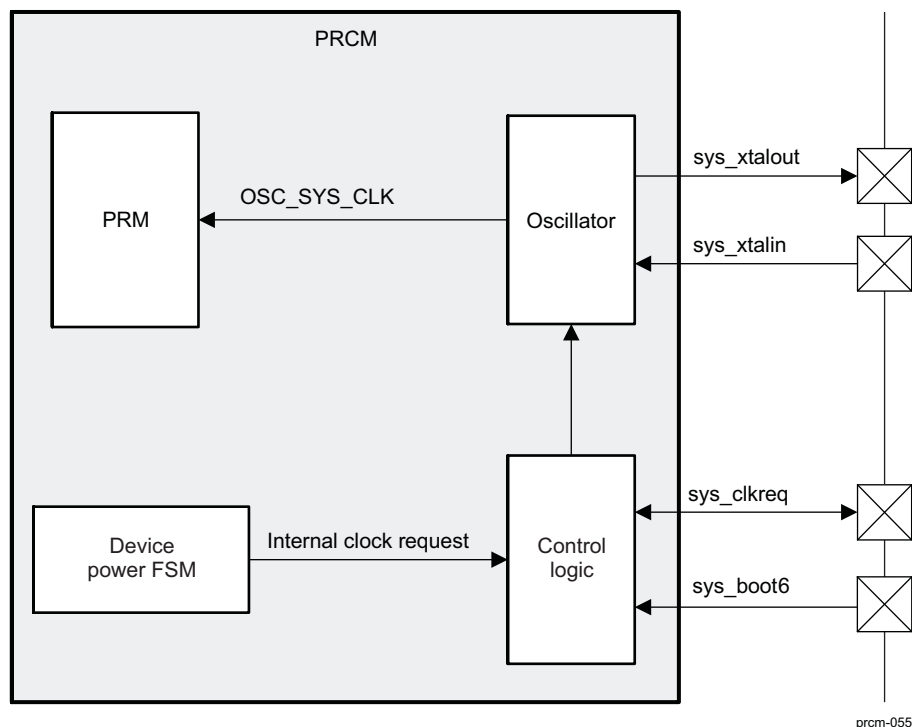 PRCM
sys_xtalout
OSC_SYS_CLK
PRM
Oscillator
sys_xtalin
sys_clkreq
Internal clock request
Device
power FSM
Control
logic
sys_boot6
prcm-055